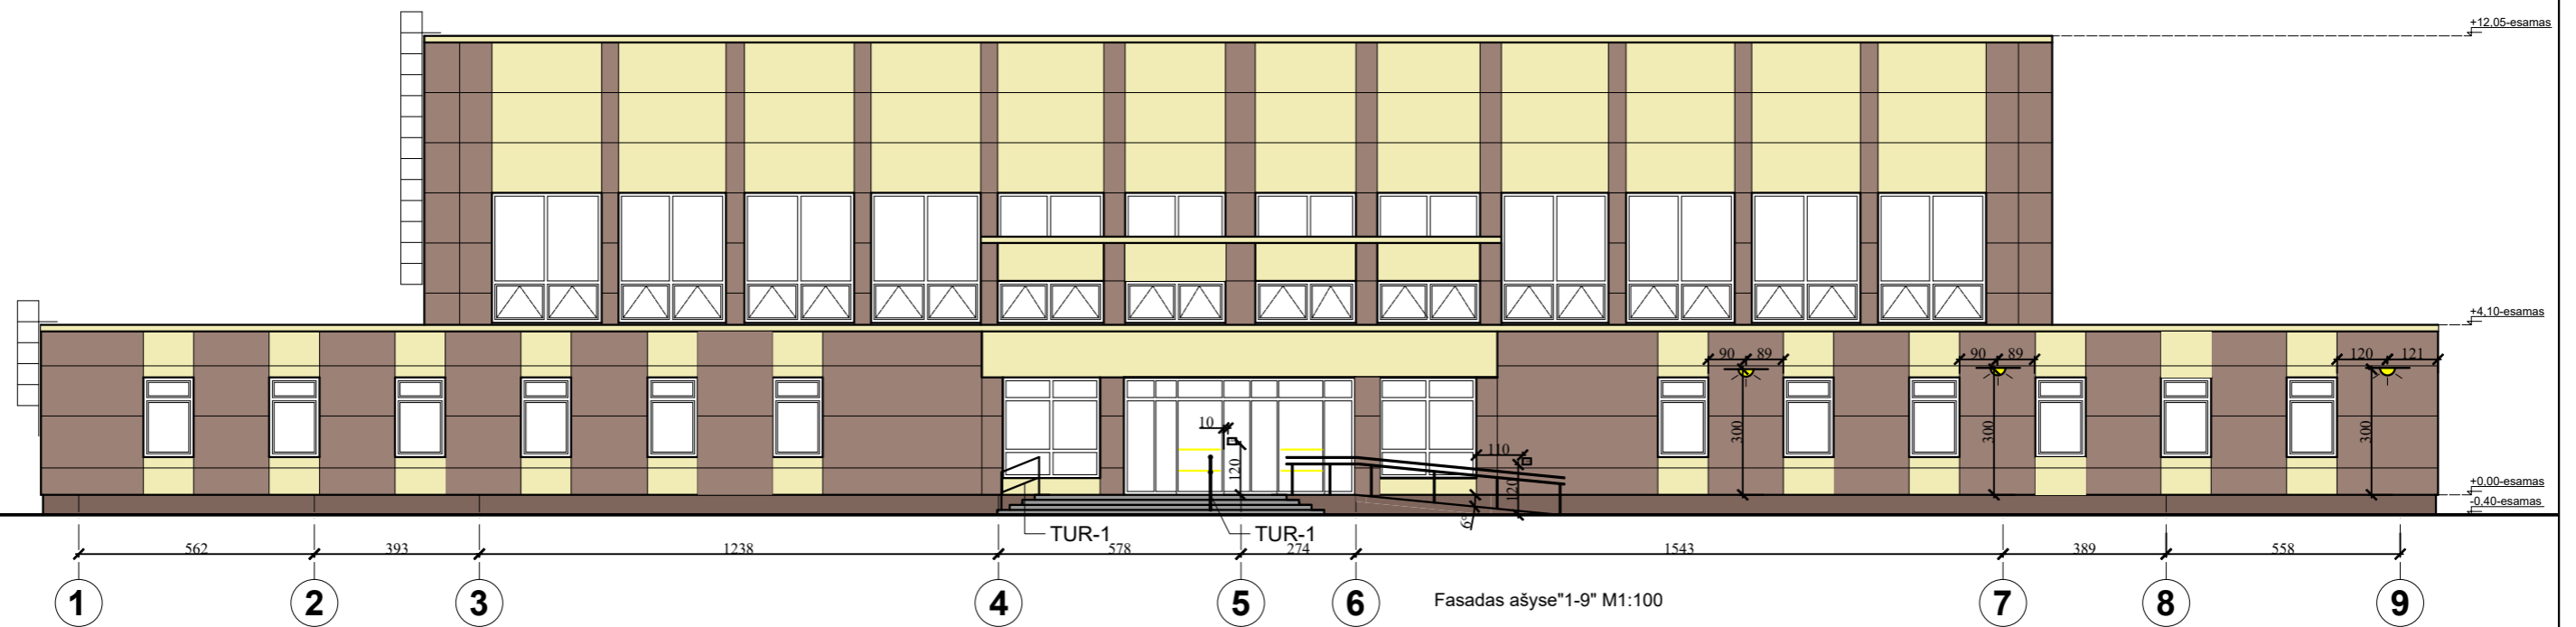 +12,05-esamas
+4,10-esamas
90 89 90 89 120 121
300 300 300
10
120
110
120
6°
+0,00-esamas
-0,40-esamas
TUR-1 TUR-1
562 393 1238 578 274 1543 389 558
1 2 3 4 5 6 7 8 9
Fasadas ašyse"1-9" M1:100